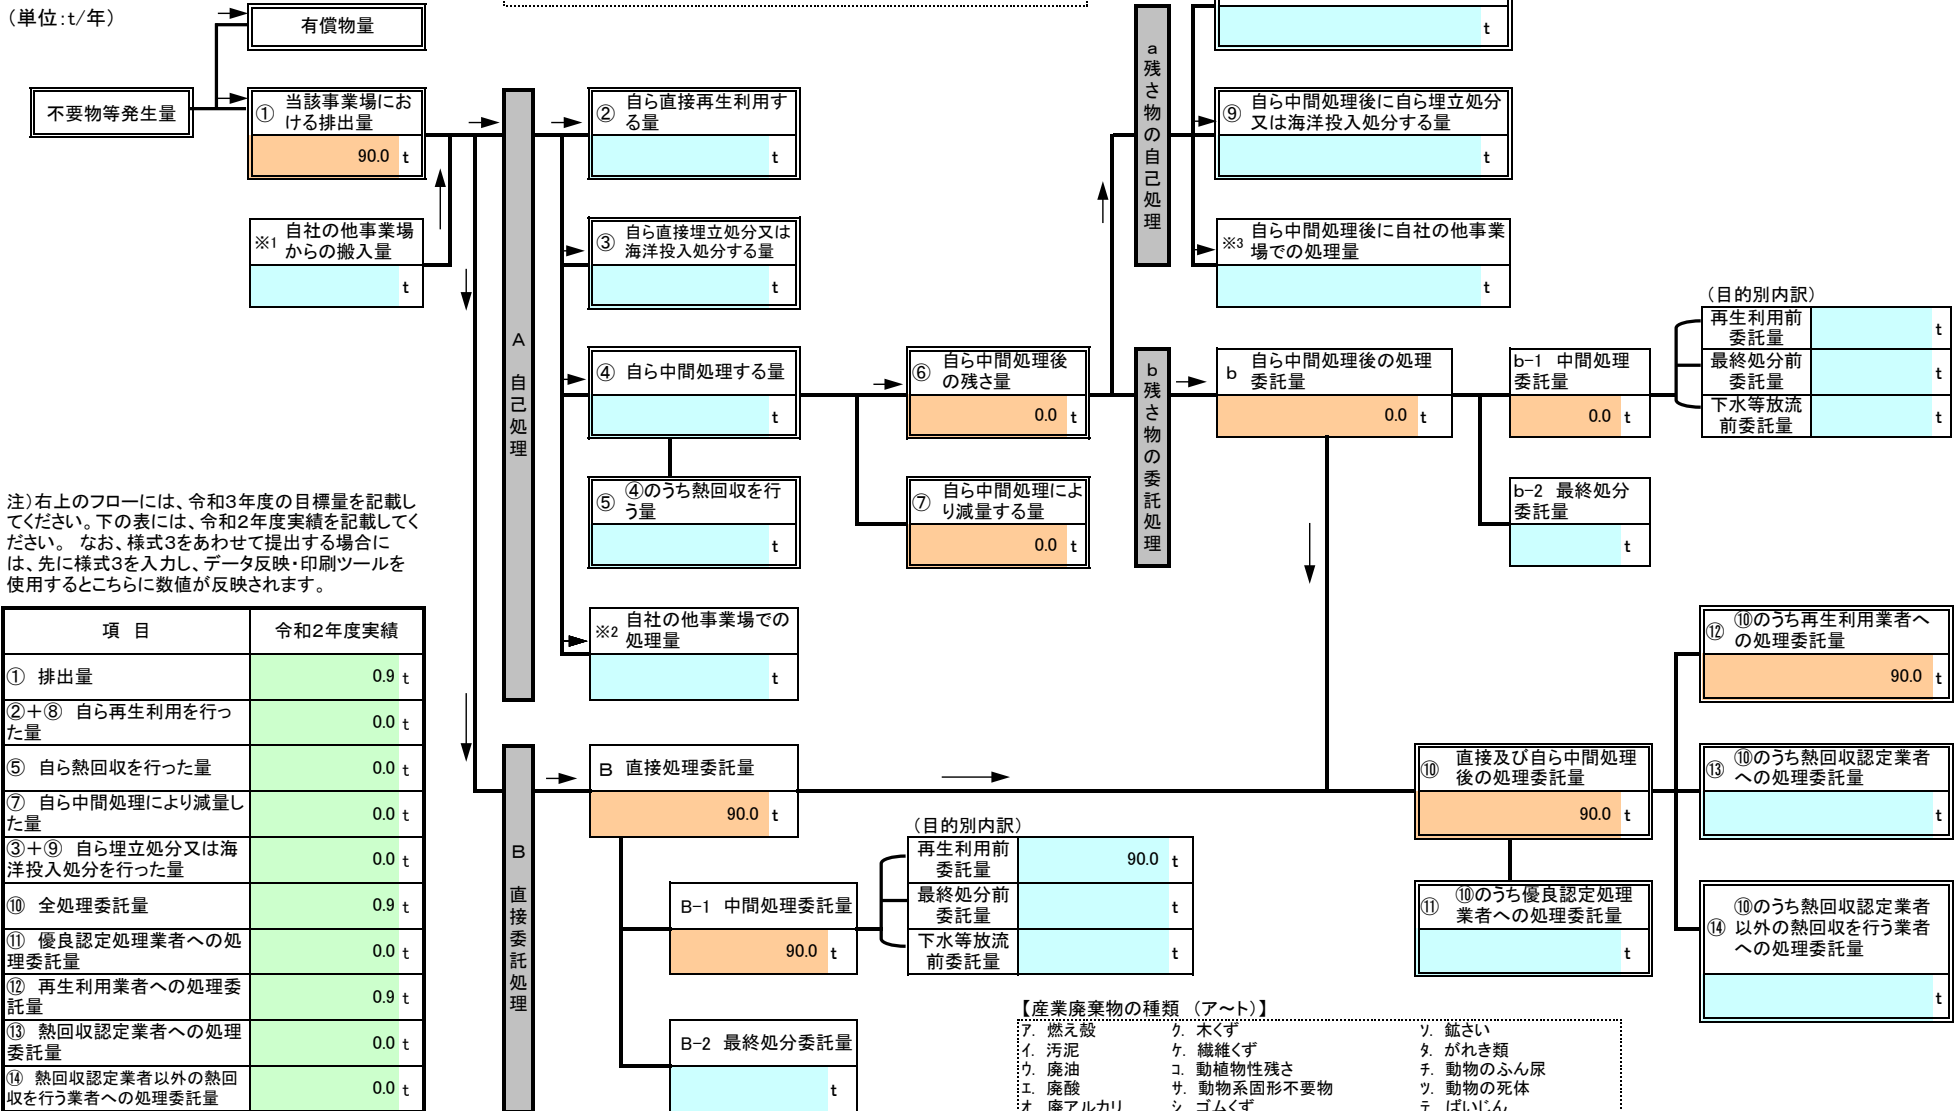 （単位：t/年）
有償物量
不要物等発生量
① 当該事業場にお
ける排出量
90.0 t
※1 自社の他事業場
からの搬入量
t
A 自己処理
② 自ら直接再生利用す
る量
t
③ 自ら直接埋立処分又は
海洋投入処分する量
t
④ 自ら中間処理する量
t
⑤ ④のうち熱回収を行
う量
t
※2 自社の他事業場での
処理量
t
⑥ 自ら中間処理後
の残さ量
0.0 t
⑦ 自ら中間処理によ
り減量する量
0.0 t
a 残さ物の自己処理
t
⑨ 自ら中間処理後に自ら埋立処分
又は海洋投入処分する量
t
※3 自ら中間処理後に自社の他事業
場での処理量
t
b 残さ物の委託処理
b 自ら中間処理後の処理
委託量
0.0 t
b-1 中間処理
委託量
0.0 t
b-2 最終処分
委託量
t
（目的別内訳）
再生利用前
委託量
t
最終処分前
委託量
t
下水等放流
前委託量
t
注）右上のフローには、令和3年度の目標量を記載し
てください。下の表には、令和2年度実績を記載してく
ださい。 なお、様式3をあわせて提出する場合に
は、先に様式3を入力し、データ反映・印刷ツールを
使用するとこちらに数値が反映されます。
項 目 令和2年度実績
① 排出量 0.9 t
②＋⑧ 自ら再生利用を行っ
た量 0.0 t
⑤ 自ら熱回収を行った量 0.0 t
⑦ 自ら中間処理により減量し
た量 0.0 t
③＋⑨ 自ら埋立処分又は海
洋投入処分を行った量 0.0 t
⑩ 全処理委託量 0.9 t
⑪ 優良認定処理業者への処
理委託量 0.0 t
⑫ 再生利用業者への処理委
託量 0.9 t
⑬ 熱回収認定業者への処理
委託量 0.0 t
⑭ 熱回収認定業者以外の熱回
収を行う業者への処理委託量 0.0 t
B 直接委託処理
B 直接処理委託量
90.0 t
B-1 中間処理委託量
90.0 t
B-2 最終処分委託量
t
（目的別内訳）
再生利用前
委託量
90.0 t
最終処分前
委託量
t
下水等放流
前委託量
t
⑩ 直接及び自ら中間処理
後の処理委託量
90.0 t
⑪ ⑩のうち優良認定処理
業者への処理委託量
t
⑫ ⑩のうち再生利用業者へ
の処理委託量
90.0 t
⑬ ⑩のうち熱回収認定業者
への処理委託量
t
⑭ ⑩のうち熱回収認定業者
以外の熱回収を行う業者
への処理委託量
t
【産業廃棄物の種類 （ア～ト）】
ｱ. 燃え殻 ｸ. 木くず ｿ. 鉱さい
ｲ. 汚泥 ｹ. 繊維くず ﾀ. がれき類
ｳ. 廃油 ｺ. 動植物性残さ ﾁ. 動物のふん尿
ｴ. 廃酸 ｻ. 動物系固形不要物 ﾂ. 動物の死体
ｵ. 廃アルカリ ｼ. ゴムくず ﾃ. ばいじん